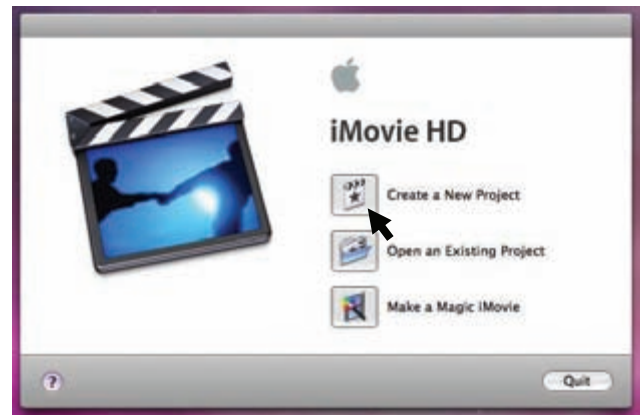 iMovie HD
Create a New Project
Open an Existing Project
Make a Magic iMovie
?
Quit